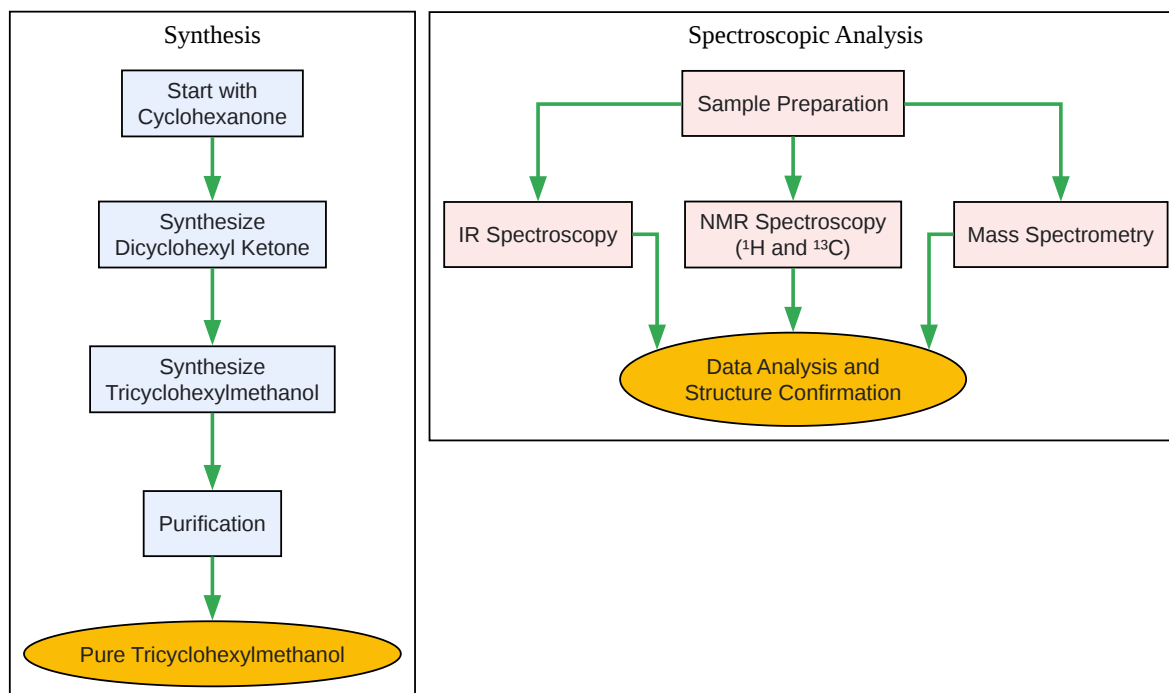 Synthesis
Start with
Cyclohexanone
Synthesize
Dicyclohexyl Ketone
Synthesize
Tricyclohexylmethanol
Purification
Pure Tricyclohexylmethanol
Spectroscopic Analysis
Sample Preparation
IR Spectroscopy
NMR Spectroscopy
(¹H and ¹³C)
Mass Spectrometry
Data Analysis and
Structure Confirmation